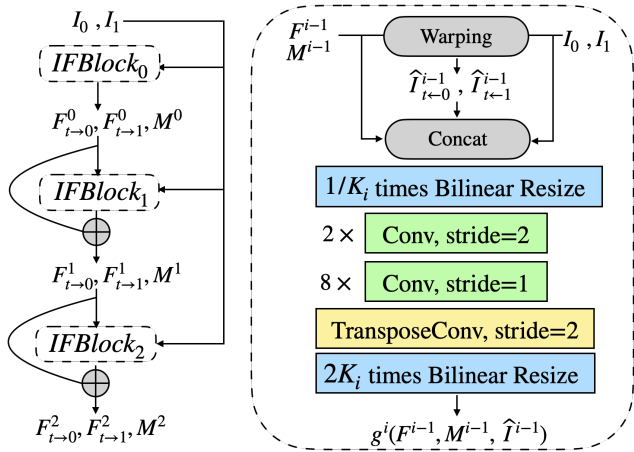 I₀ , I₁
IFBlock₀
F⁰ₜ→₀, F⁰ₜ→₁, M⁰
IFBlock₁
F¹ₜ→₀, F¹ₜ→₁, M¹
IFBlock₂
F²ₜ→₀, F²ₜ→₁, M²
Fⁱ⁻¹
Mⁱ⁻¹
Warping
I₀ , I₁
Îⁱ⁻¹ₜ←₀ , Îⁱ⁻¹ₜ←₁
Concat
1/Kᵢ times Bilinear Resize
2 × Conv, stride=2
8 × Conv, stride=1
TransposeConv, stride=2
2Kᵢ times Bilinear Resize
gⁱ(Fⁱ⁻¹, Mⁱ⁻¹, Îⁱ⁻¹)